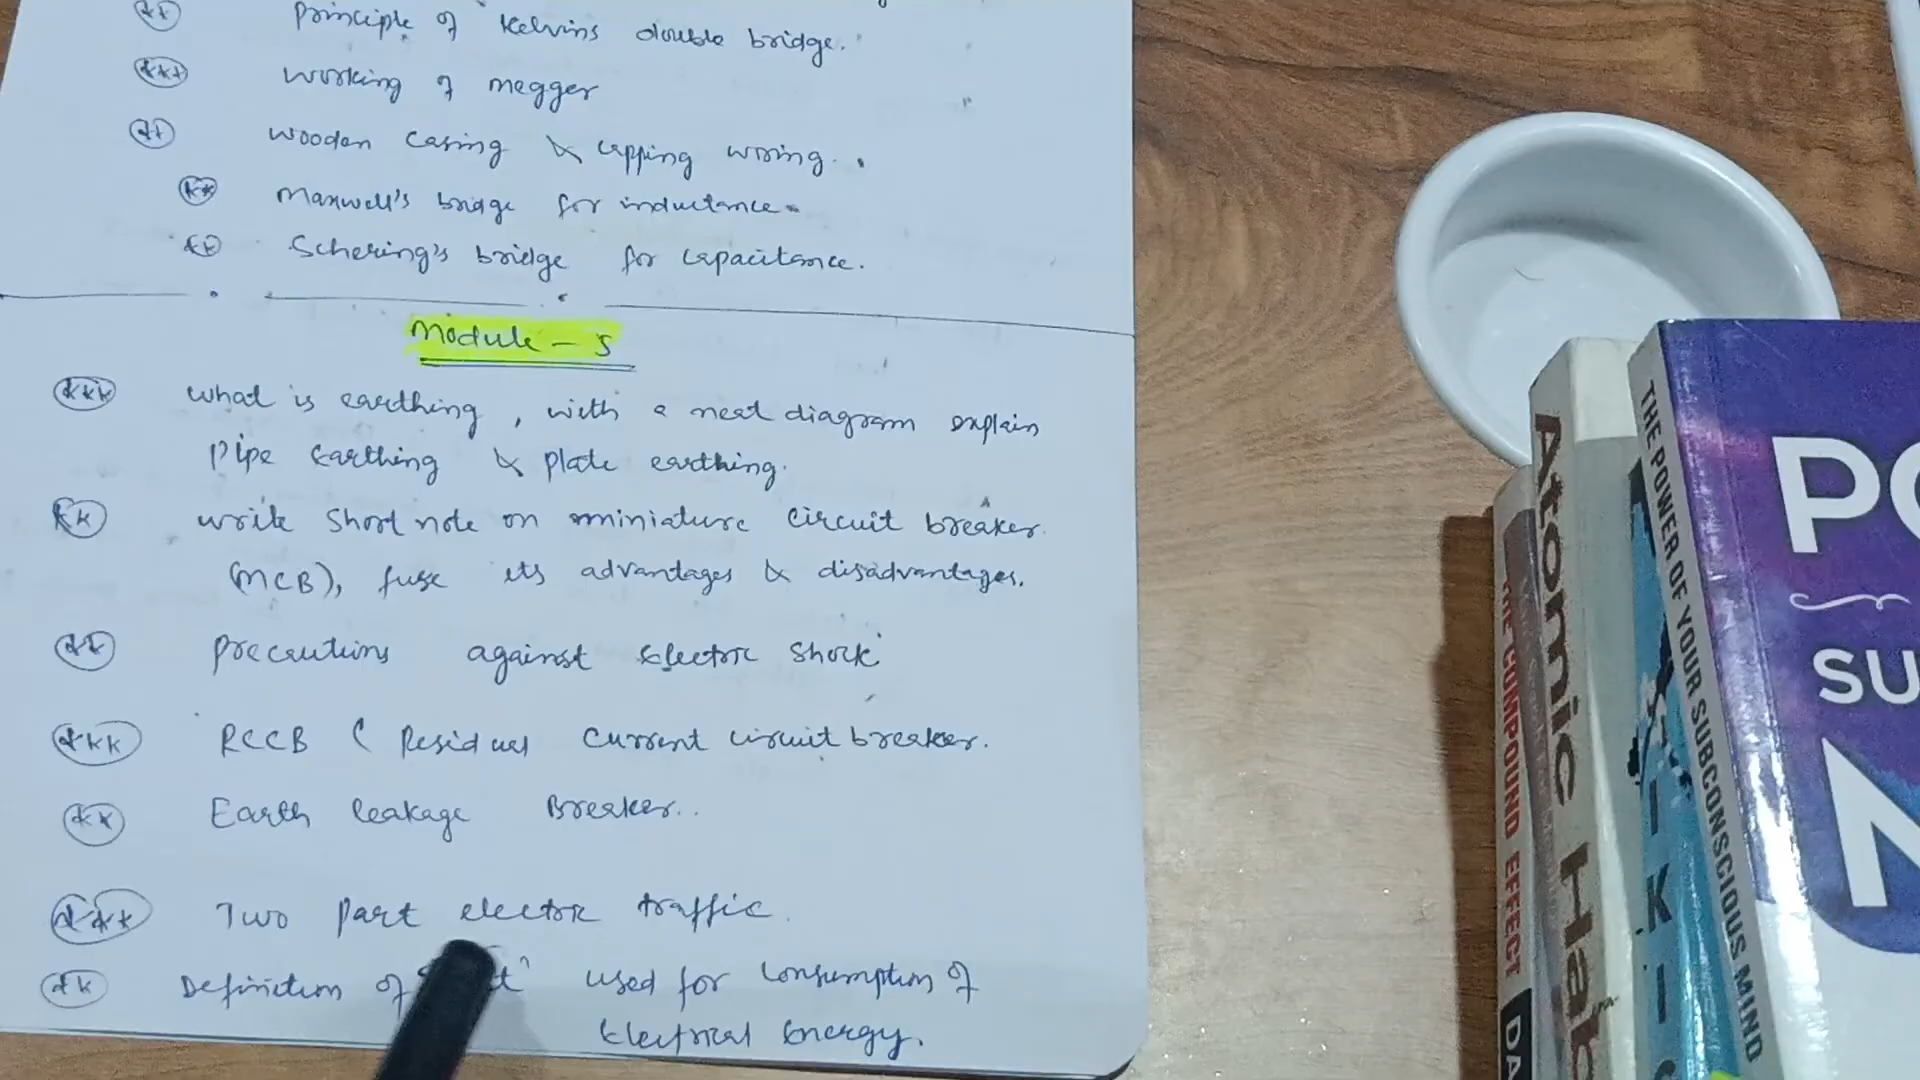 ** Principle of Kelvins double bridge.
*** working of megger
** wooden casing & capping wiring.
** Maxwell's bridge for inductance.
** Schering's bridge for capacitance.
Module - 5
*** what is earthing, with a neat diagram explain
pipe earthing & plate earthing.
** write short note on miniature circuit breaker
(MCB), fuse its advantages & disadvantages.
** Precautions against Electric shock
*** RCCB ( Residual current circuit breaker.
** Earth leakage Breaker..
*** Two part electric traffic.
** Definition of used for consumption of
Electrical Energy.
THE COMPOUND EFFECT
DA
Atomic Hab
IKI
THE POWER OF YOUR SUBCONSCIOUS MIND
PO
SU